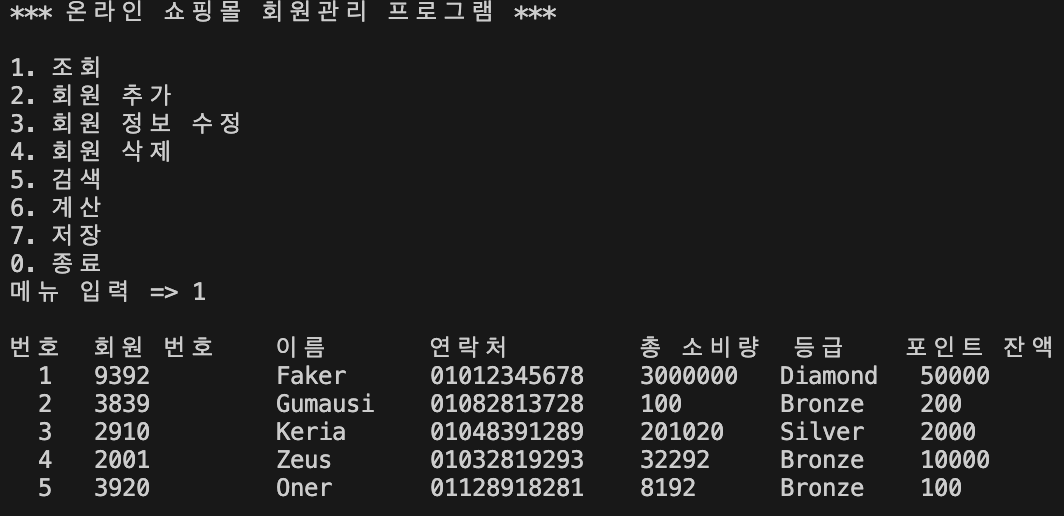 *** 온라인 쇼핑몰 회원관리 프로그램 ***
1. 조회
2. 회원 추가
3. 회원 정보 수정
4. 회원 삭제
5. 검색
6. 계산
7. 저장
0. 종료
메뉴 입력 => 1
번호 회원 번호 이름 연락처 총 소비량 등급 포인트 잔액
1 9392 Faker 01012345678 3000000 Diamond 50000
2 3839 Gumausi 01082813728 100 Bronze 200
3 2910 Keria 01048391289 201020 Silver 2000
4 2001 Zeus 01032819293 32292 Bronze 10000
5 3920 Oner 01128918281 8192 Bronze 100